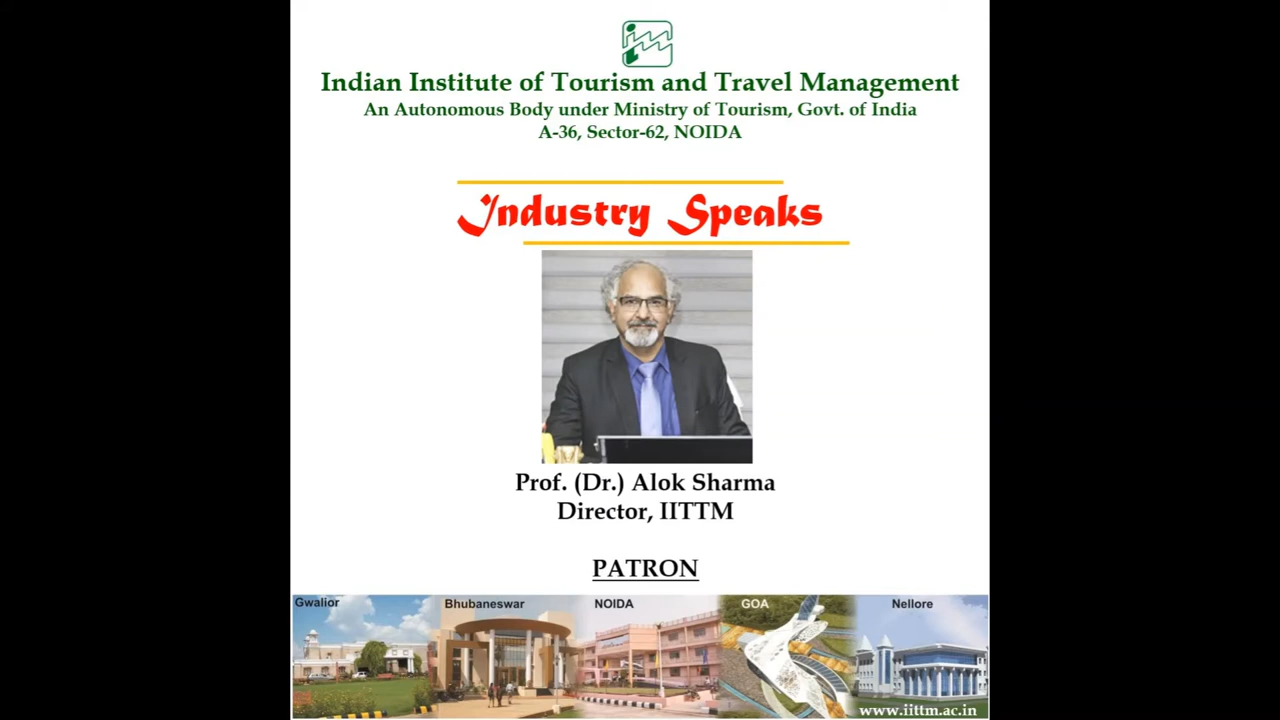 Indian Institute of Tourism and Travel Management
An Autonomous Body under Ministry of Tourism, Govt. of India
A-36, Sector-62, NOIDA
Industry Speaks
Prof. (Dr.) Alok Sharma
Director, IITTM
PATRON
Gwalior Bhubaneswar NOIDA GOA Nellore
www.iittm.ac.in